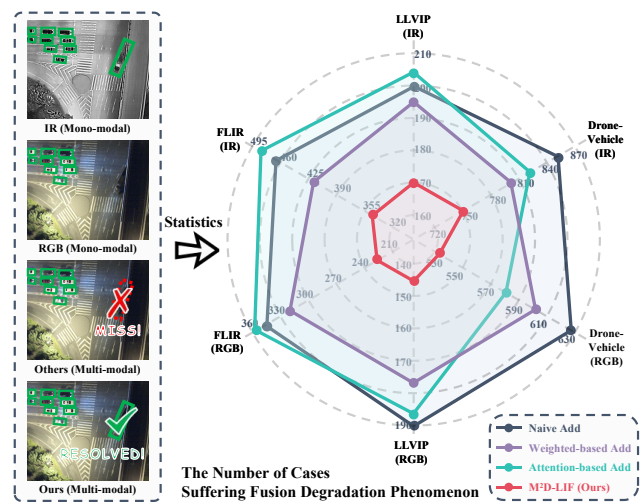 IR (Mono-modal)
RGB (Mono-modal)
MISS!
Others (Multi-modal)
RESOLVED!
Ours (Multi-modal)
Statistics
LLVIP
(IR)
210
200
190
180
170
160
Drone-
Vehicle
(IR)
870
840
810
780
750
720
Drone-
Vehicle
(RGB)
630
610
590
570
550
530
LLVIP
(RGB)
190
170
150
140
FLIR
(RGB)
36
330
300
270
240
210
FLIR
(IR)
495
460
425
390
355
320
Naive Add
Weighted-based Add
Attention-based Add
M²D-LIF (Ours)
The Number of Cases
Suffering Fusion Degradation Phenomenon